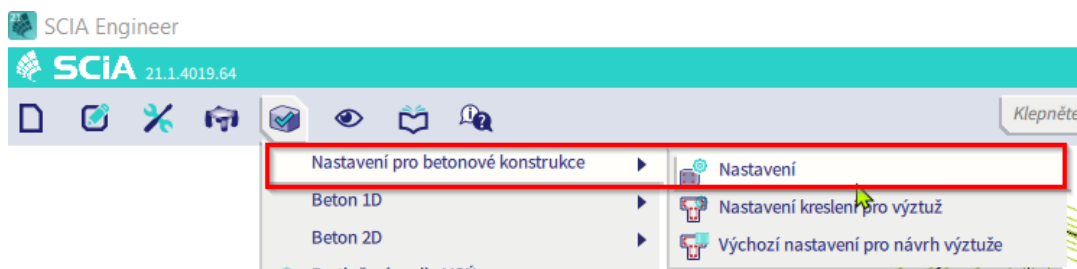 SCIA Engineer
SCiA 21.1.4019.64
Klepněte
Nastavení pro betonové konstrukce
Nastavení
Beton 1D
Nastavení kreslení pro výztuž
Beton 2D
Výchozí nastavení pro návrh výztuže